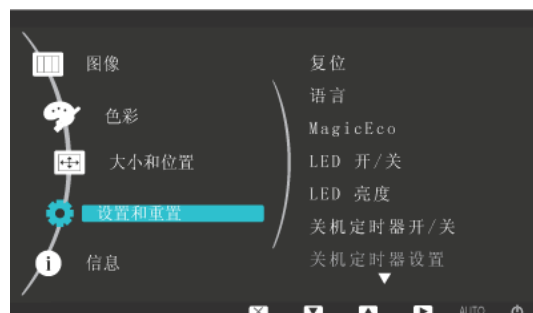 图像
色彩
大小和位置
设置和重置
信息
复位
语言
MagicEco
LED 开/关
LED 亮度
关机定时器开/关
关机定时器设置
AUTO